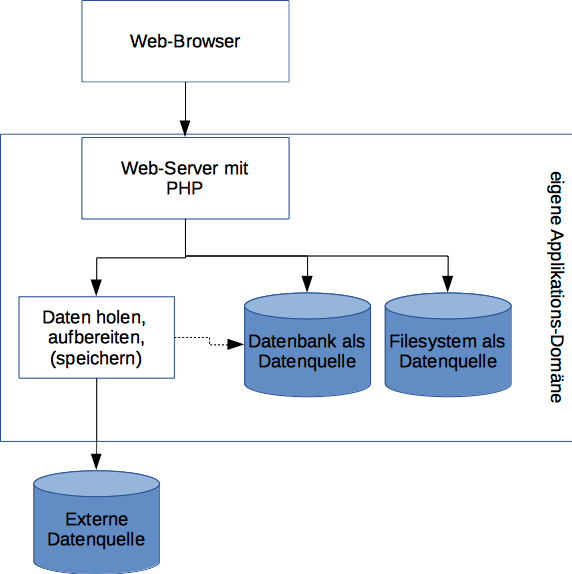 Web-Browser
Web-Server mit
PHP
eigene Applikations-Domäne
Daten holen,
aufbereiten,
(speichern)
Datenbank als
Datenquelle
Filesystem als
Datenquelle
Externe
Datenquelle